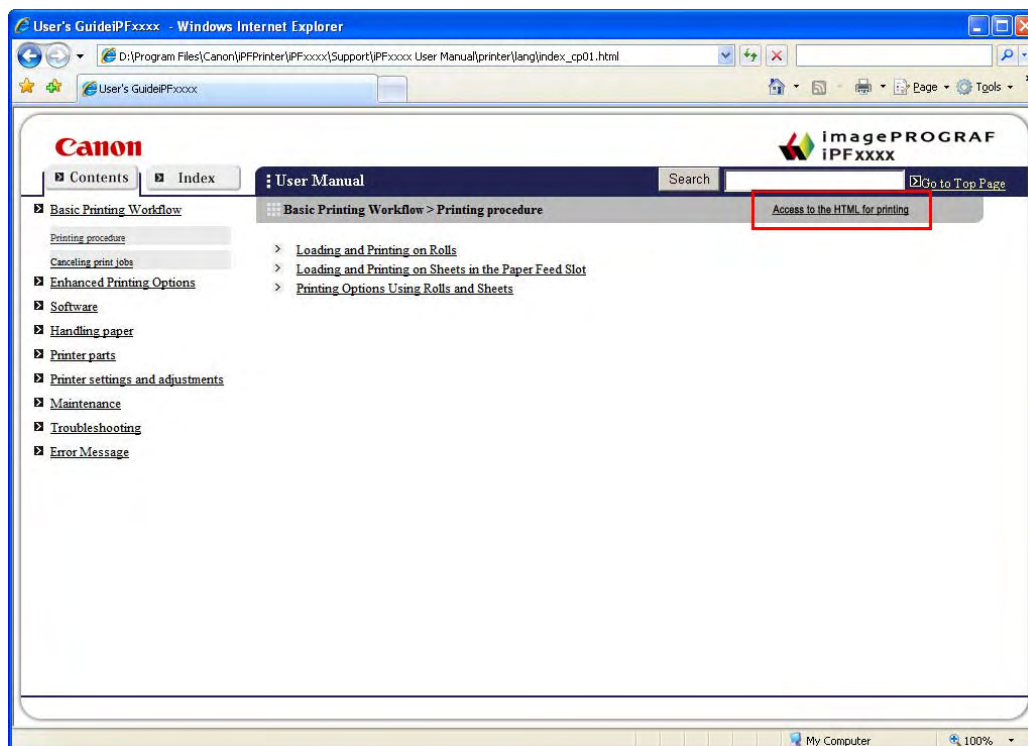 User's GuideiPFxxxx - Windows Internet Explorer
D:\Program Files\Canon\iPFPrinter\iPFxxxx\Support\iPFxxxx User Manual\printer\lang\index_cp01.html
User's GuideiPFxxxx
Page Tools
Canon
imagePROGRAF
iPFxxxx
Contents Index
User Manual
Search
Go to Top Page
Basic Printing Workflow > Printing procedure
Access to the HTML for printing
Basic Printing Workflow
Printing procedure
Canceling print jobs
Enhanced Printing Options
Software
Handling paper
Printer parts
Printer settings and adjustments
Maintenance
Troubleshooting
Error Message
> Loading and Printing on Rolls
> Loading and Printing on Sheets in the Paper Feed Slot
> Printing Options Using Rolls and Sheets
My Computer
100%